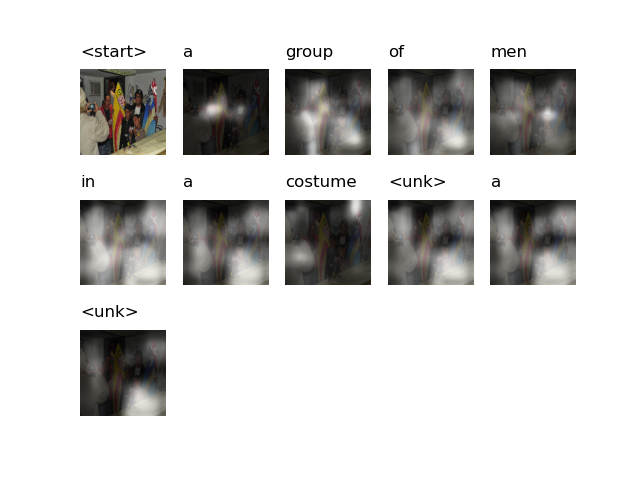 <start> a group of men
in a costume <unk> a
<unk>